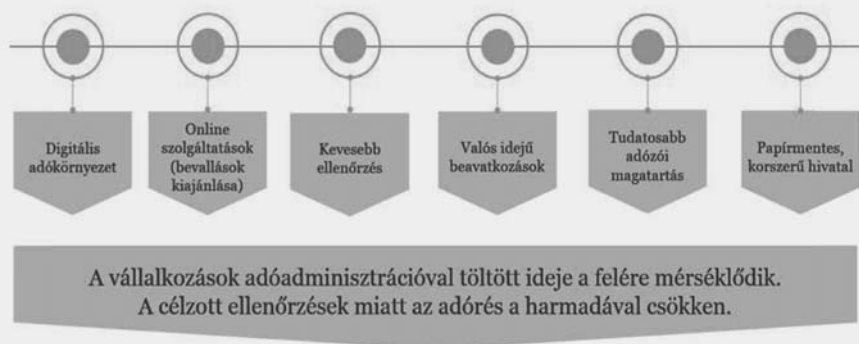 Digitális
adókörnyezet
Online
szolgáltatások
(bevallások
kiajánlása)
Kevesebb
ellenőrzés
Valós idejű
beavatkozások
Tudatosabb
adózói
magatartás
Papírmentes,
korszerű hivatal
A vállalkozások adóadminisztrációval töltött ideje a felére mérséklődik.
A célzott ellenőrzések miatt az adórés a harmadával csökken.